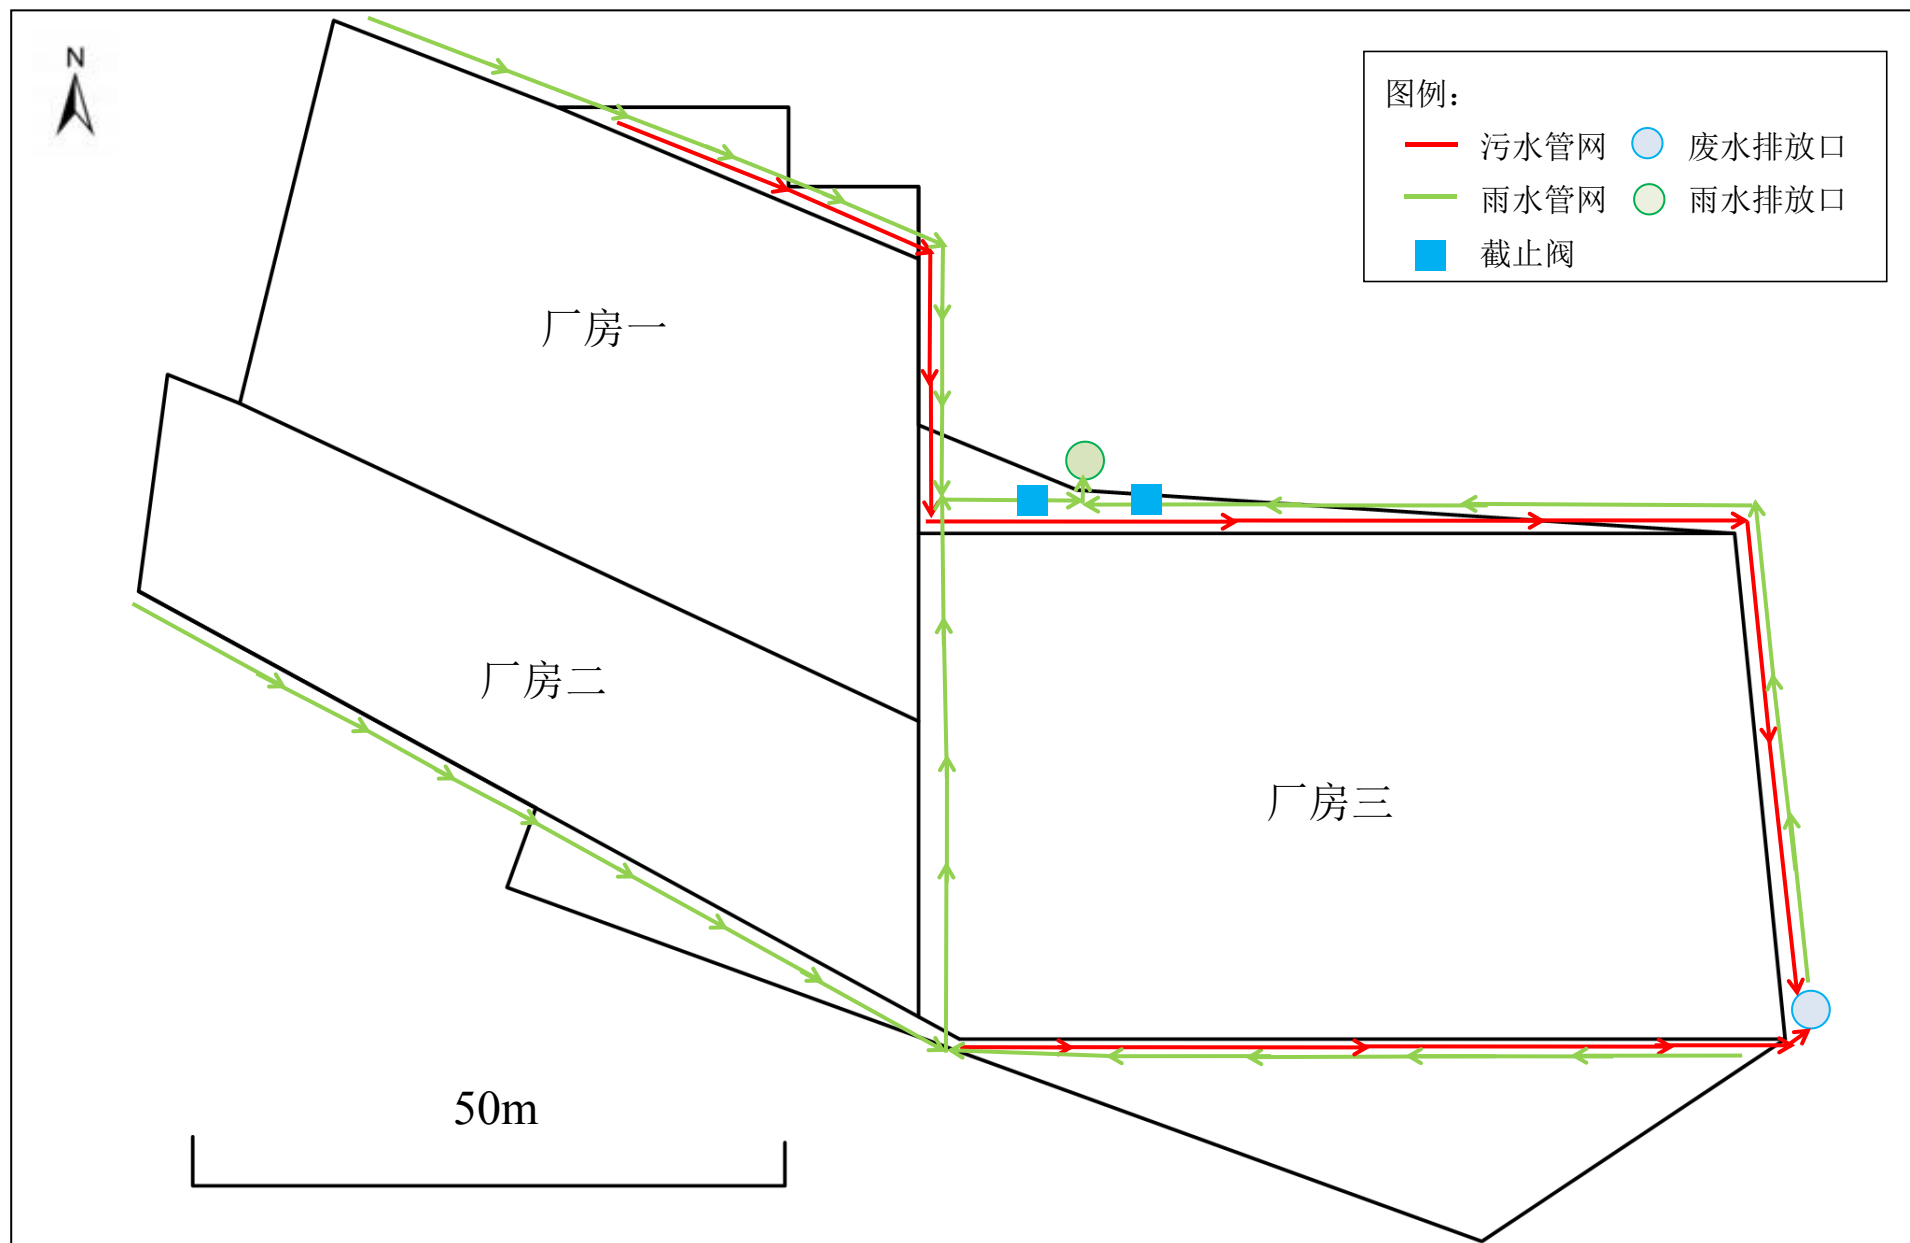 N
图例：
污水管网 废水排放口
雨水管网 雨水排放口
截止阀
厂房一
厂房二
厂房三
50m